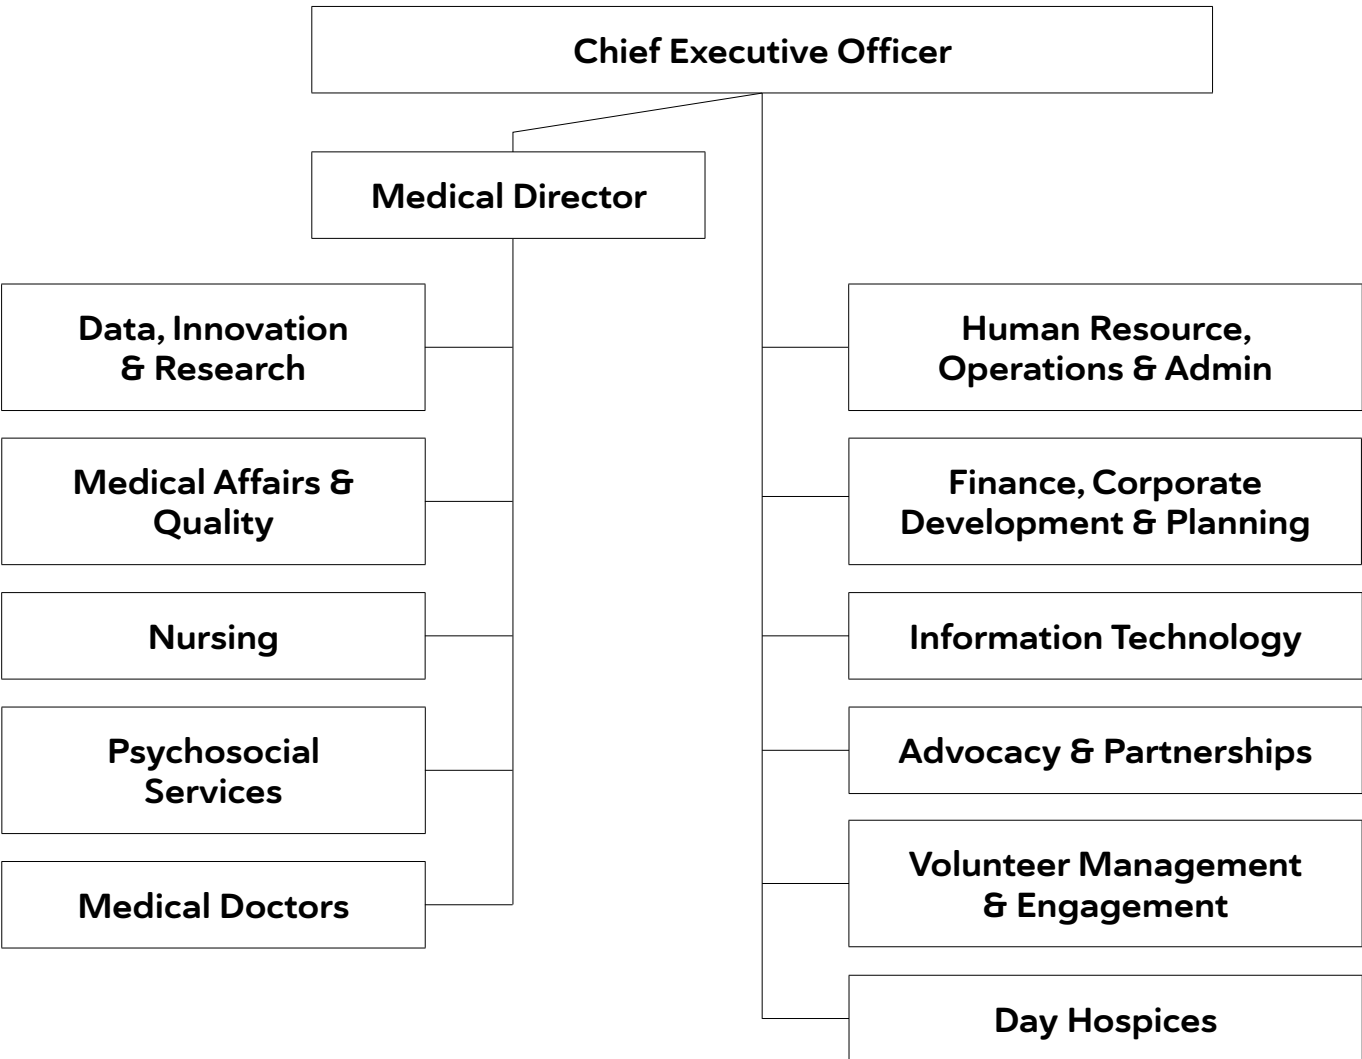 Chief Executive Officer
Medical Director
Data, Innovation
& Research
Medical Affairs &
Quality
Nursing
Psychosocial
Services
Medical Doctors
Human Resource,
Operations & Admin
Finance, Corporate
Development & Planning
Information Technology
Advocacy & Partnerships
Volunteer Management
& Engagement
Day Hospices